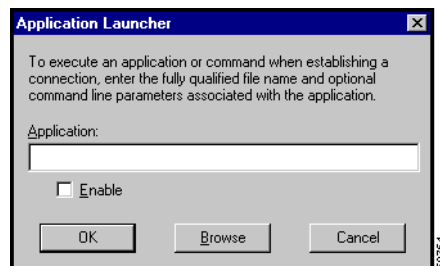 Application Launcher
To execute an application or command when establishing a
connection, enter the fully qualified file name and optional
command line parameters associated with the application.
Application:
Enable
OK Browse Cancel